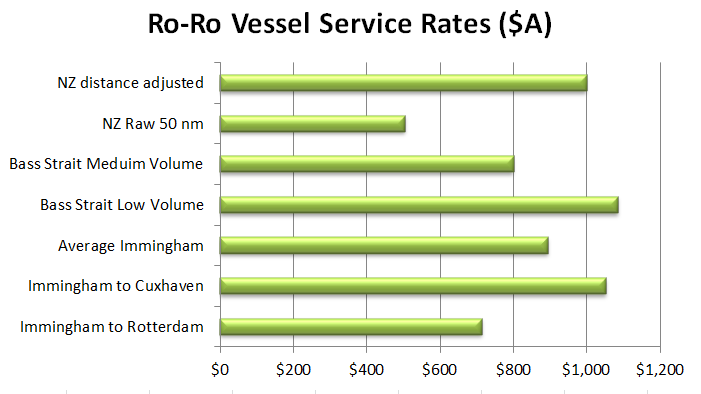 Ro-Ro Vessel Service Rates ($A)
NZ distance adjusted
NZ Raw 50 nm
Bass Strait Meduim Volume
Bass Strait Low Volume
Average Immingham
Immingham to Cuxhaven
Immingham to Rotterdam
$0 $200 $400 $600 $800 $1,000 $1,200